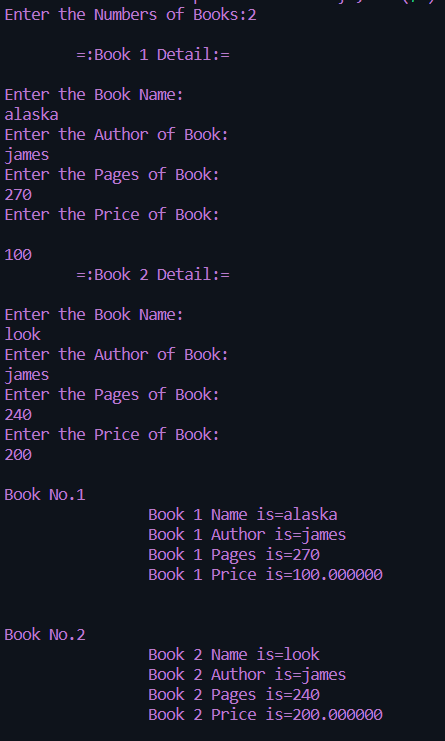 Enter the Numbers of Books:2
=:Book 1 Detail:=
Enter the Book Name:
alaska
Enter the Author of Book:
james
Enter the Pages of Book:
270
Enter the Price of Book:
100
=:Book 2 Detail:=
Enter the Book Name:
look
Enter the Author of Book:
james
Enter the Pages of Book:
240
Enter the Price of Book:
200
Book No.1
Book 1 Name is=alaska
Book 1 Author is=james
Book 1 Pages is=270
Book 1 Price is=100.000000
Book No.2
Book 2 Name is=look
Book 2 Author is=james
Book 2 Pages is=240
Book 2 Price is=200.000000